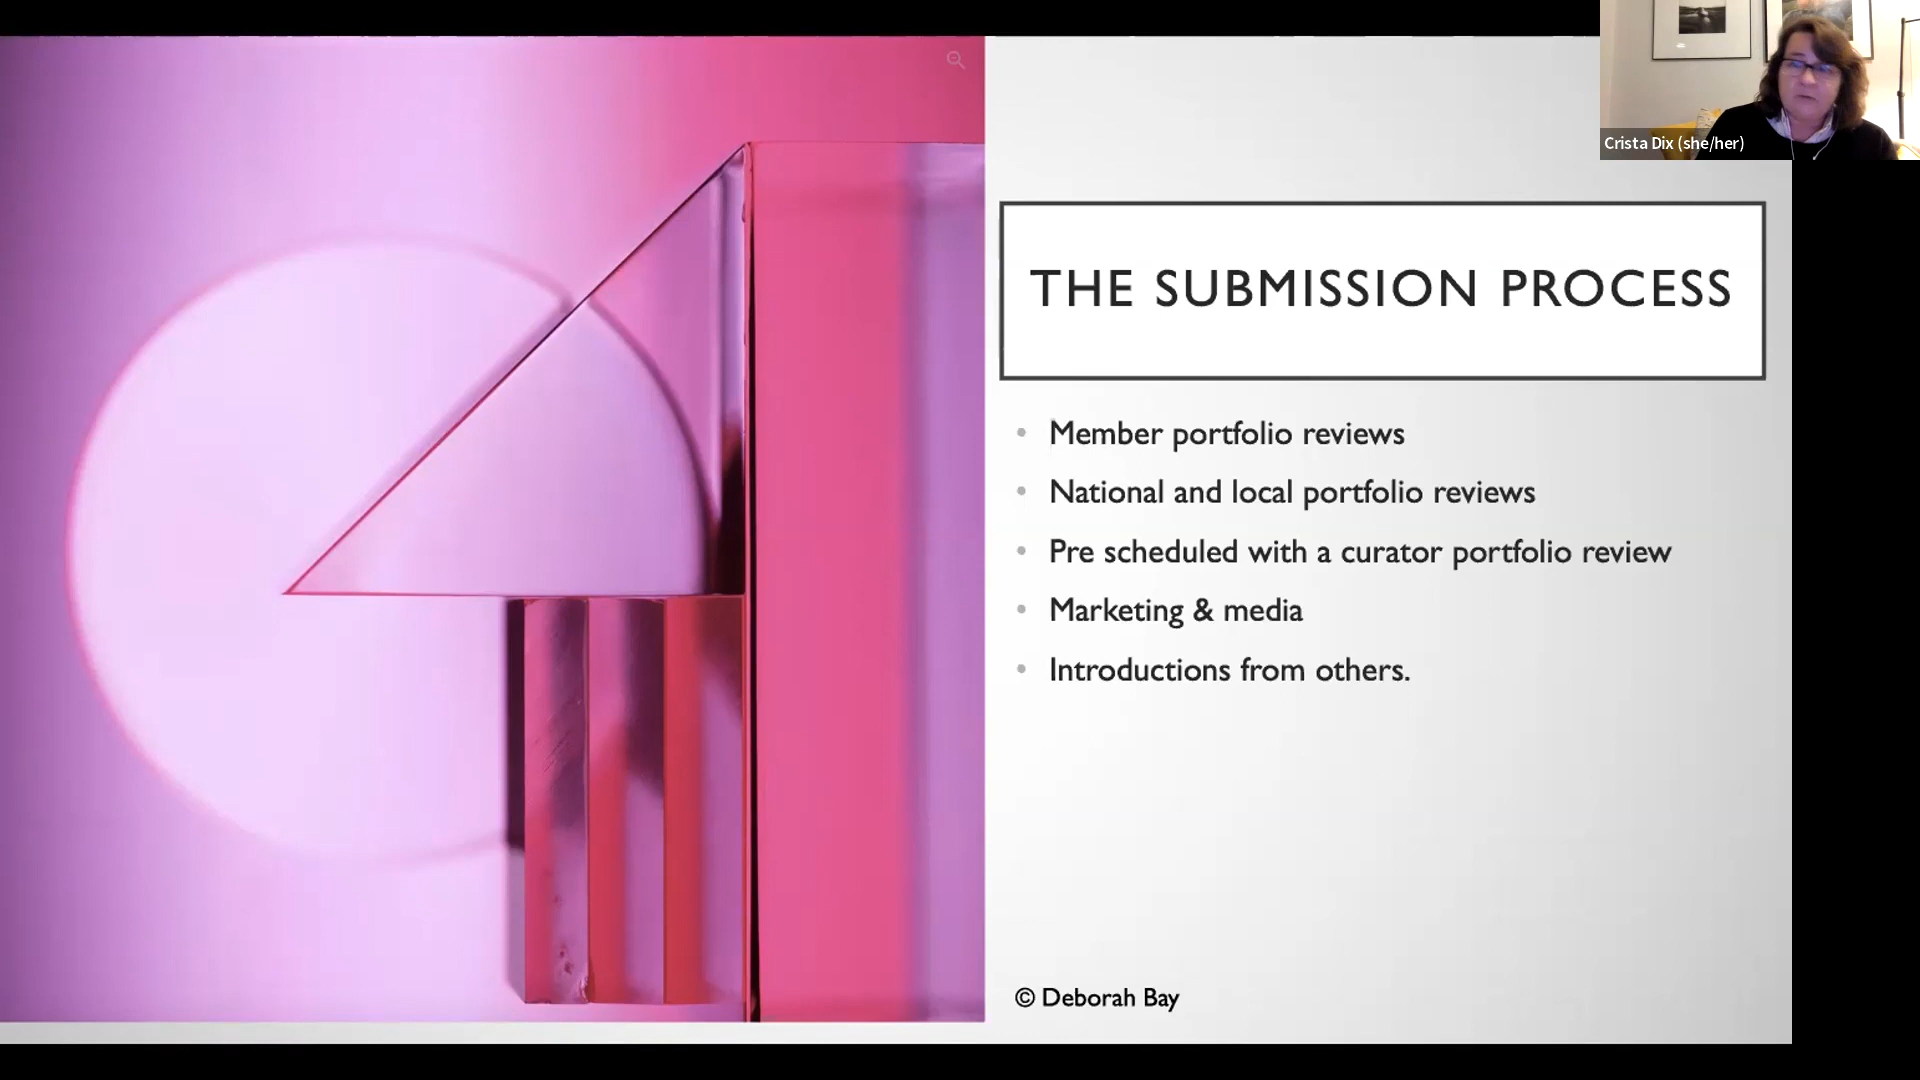 Crista Dix (she/her)
THE SUBMISSION PROCESS
• Member portfolio reviews
• National and local portfolio reviews
• Pre scheduled with a curator portfolio review
• Marketing & media
• Introductions from others.
© Deborah Bay